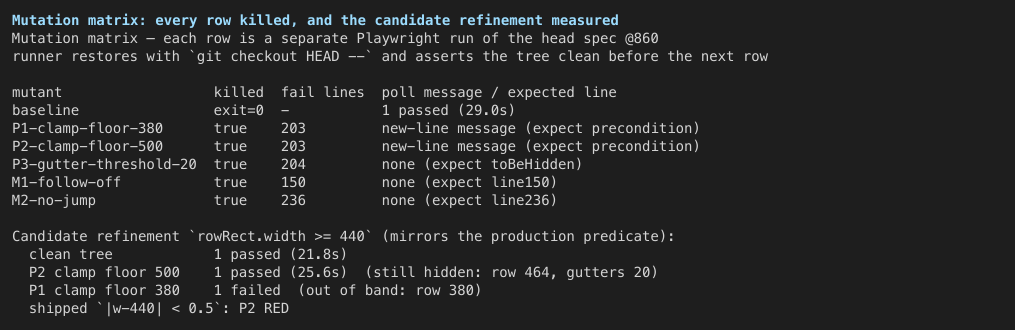 Mutation matrix: every row killed, and the candidate refinement measured
Mutation matrix — each row is a separate Playwright run of the head spec @860
runner restores with `git checkout HEAD --` and asserts the tree clean before the next row
mutant killed fail lines poll message / expected line
baseline exit=0 - 1 passed (29.0s)
P1-clamp-floor-380 true 203 new-line message (expect precondition)
P2-clamp-floor-500 true 203 new-line message (expect precondition)
P3-gutter-threshold-20 true 204 none (expect toBeHidden)
M1-follow-off true 150 none (expect line150)
M2-no-jump true 236 none (expect line236)
Candidate refinement `rowRect.width >= 440` (mirrors the production predicate):
clean tree 1 passed (21.8s)
P2 clamp floor 500 1 passed (25.6s) (still hidden: row 464, gutters 20)
P1 clamp floor 380 1 failed (out of band: row 380)
shipped `|w-440| < 0.5`: P2 RED